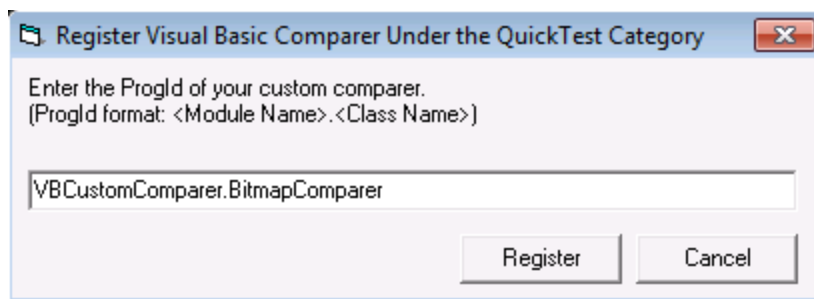 Register Visual Basic Comparer Under the QuickTest Category
Enter the ProgId of your custom comparer.
(ProgId format: <Module Name>.<Class Name>)
VBCustomComparer.BitmapComparer
Register Cancel